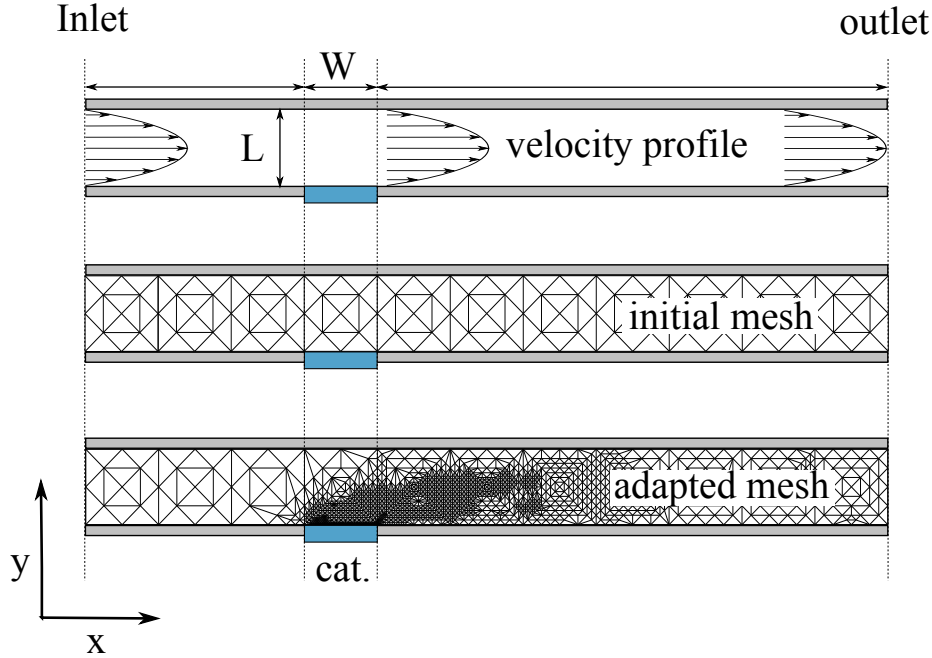 Inlet
outlet
W
L
velocity profile
initial mesh
adapted mesh
cat.
y
x